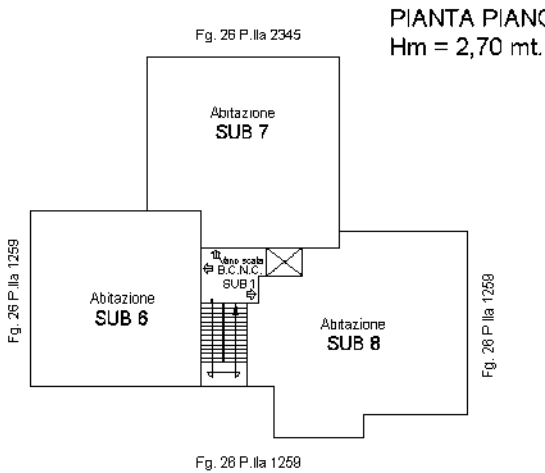 PIANTA PIANO
Hm = 2,70 mt.
Fg. 26 P.lla 2345
Abitazione
SUB 7
Fg. 26 P.lla 1259
Vano scala
B.C.N.C.
SUB 1
Abitazione
SUB 6
Abitazione
SUB 8
Fg. 26 P.lla 1259
Fg. 26 P.lla 1259